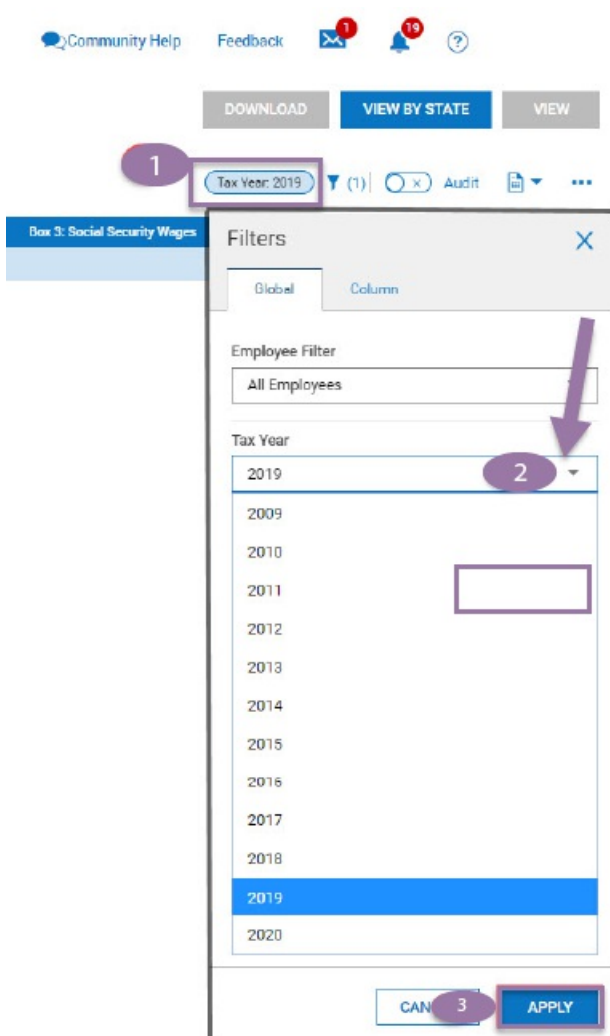 Community Help Feedback 1 19 ?
DOWNLOAD VIEW BY STATE VIEW
1 Tax Year: 2019 (1) Audit
Box 3: Social Security Wages
Filters
Global Column
Employee Filter
All Employees
Tax Year
2019 2
2009
2010
2011
2012
2013
2014
2015
2016
2017
2018
2019
2020
3 APPLY